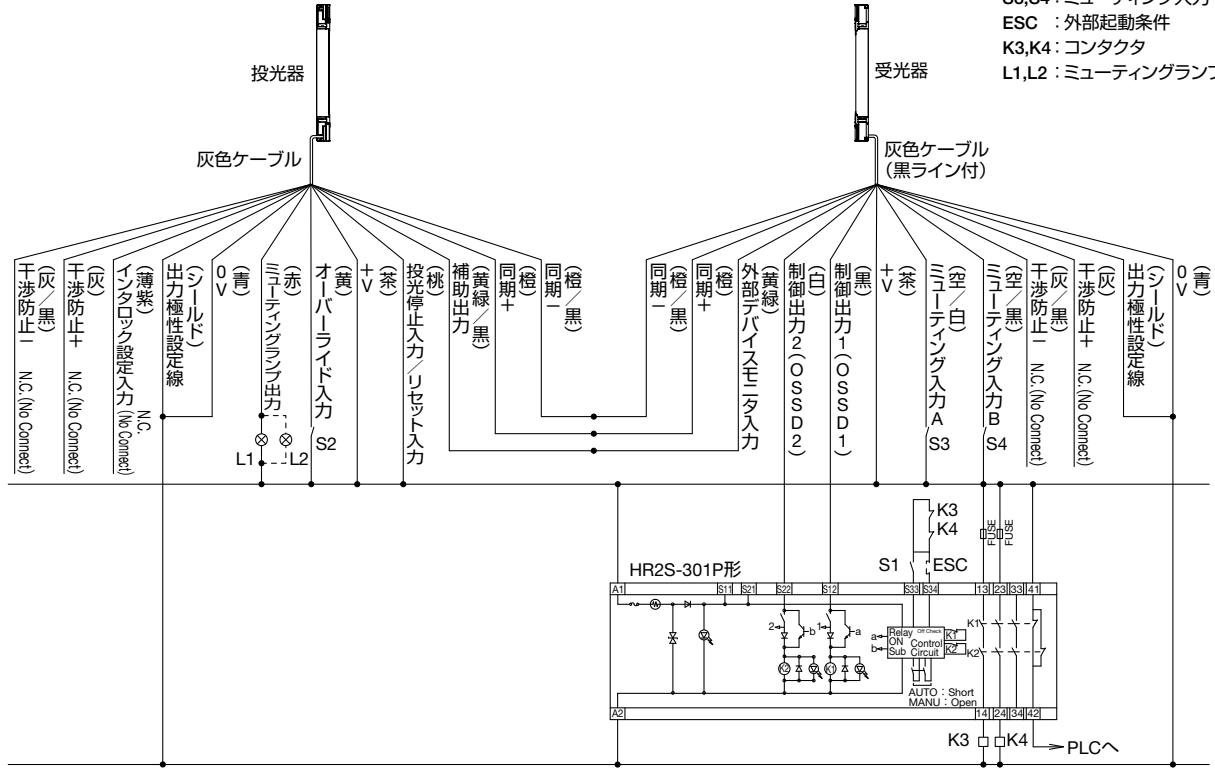 S3,S4：ミューティング入力
ESC ：外部起動条件
K3,K4：コンタクタ
L1,L2：ミューティングランプ
投光器
受光器
灰色ケーブル
灰色ケーブル
(黒ライン付)
(灰／黒)
干渉防止－ N.C.(No Connect)
(灰)
干渉防止＋ N.C.(No Connect)
(薄紫)
インタロック設定入力 N.C.(No Connect)
(シールド)
出力極性設定線
(青)
0V
(赤)
ミューティングランプ出力
(黄)
オーバーライド入力
(茶)
＋V
(桃)
投光停止入力／リセット入力
(黄緑／黒)
補助出力
(橙)
同期＋
(橙／黒)
同期－
(橙／黒)
同期－
(橙)
同期＋
(黄緑)
外部デバイスモニタ入力
(白)
制御出力2(OSSD2)
(黒)
制御出力1(OSSD1)
(茶)
＋V
(空／白)
ミューティング入力A
(空／黒)
ミューティング入力B
(灰／黒)
干渉防止－ N.C.(No Connect)
(灰)
干渉防止＋ N.C.(No Connect)
(シールド)
出力極性設定線
(青)
0V
L1
L2
S2
S3
S4
K3
K4
FUSE
FUSE
S1
ESC
HR2S-301P形
A1
S11
S21
S22
S12
S33
S34
13
23
33
41
2
b
1
a
K2
K1
a
b
Relay
ON
Sub
Off Check
Control
Circuit
K1
K2
K1
K2
AUTO：Short
MANU：Open
A2
14
24
34
42
K3
K4
PLCへ